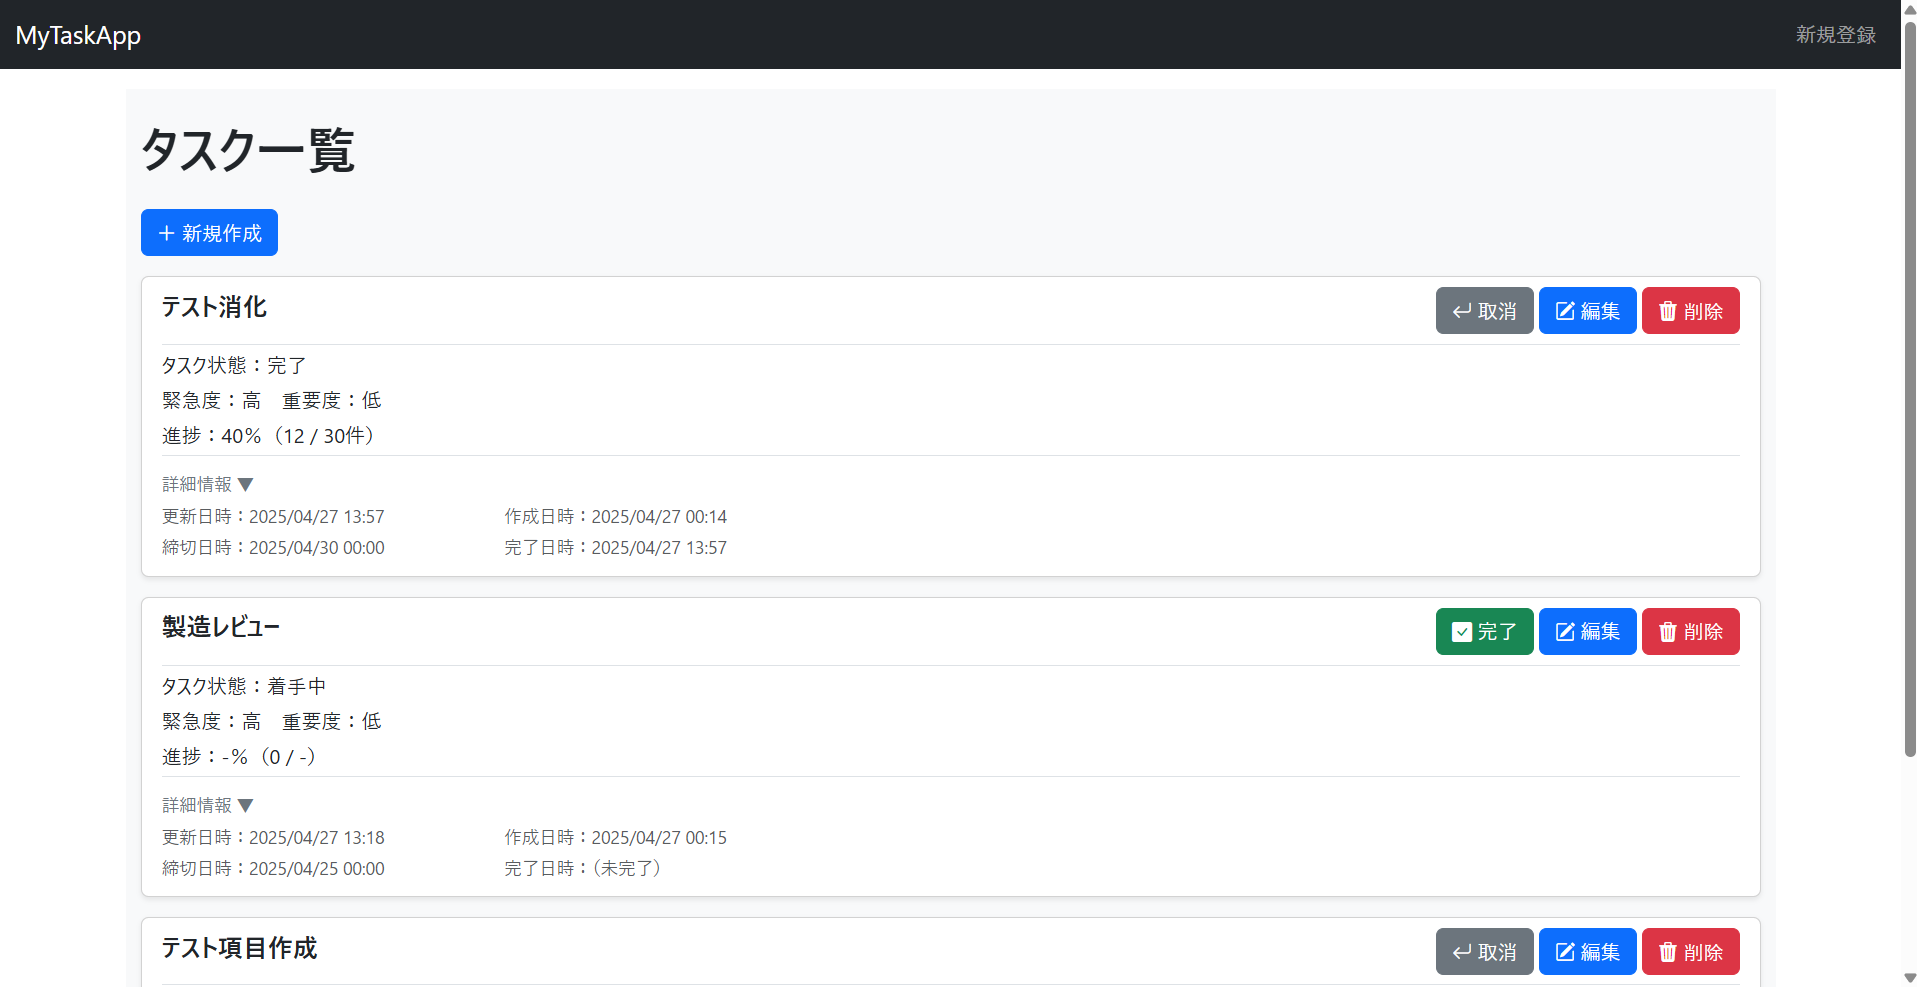 MyTaskApp 新規登録
タスク一覧
新規作成
テスト消化 取消 編集 削除
タスク状態：完了
緊急度：高　重要度：低
進捗：40%（12 / 30件）
詳細情報 ▼
更新日時：2025/04/27 13:57 作成日時：2025/04/27 00:14
締切日時：2025/04/30 00:00 完了日時：2025/04/27 13:57
製造レビュー 完了 編集 削除
タスク状態：着手中
緊急度：高　重要度：低
進捗：-%（0 / -）
詳細情報 ▼
更新日時：2025/04/27 13:18 作成日時：2025/04/27 00:15
締切日時：2025/04/25 00:00 完了日時：（未完了）
テスト項目作成 取消 編集 削除